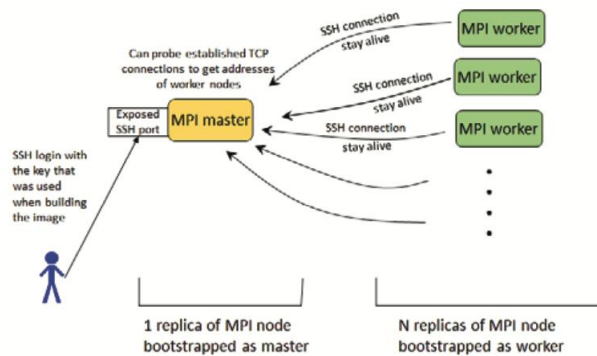 Can probe established TCP
connections to get addresses
of worker nodes
Exposed
SSH port
MPI master
SSH login with
the key that
was used
when building
the image
SSH connection
stay alive
MPI worker
SSH connection
stay alive
MPI worker
SSH connection
stay alive
MPI worker
1 replica of MPI node
bootstrapped as master
N replicas of MPI node
bootstrapped as worker